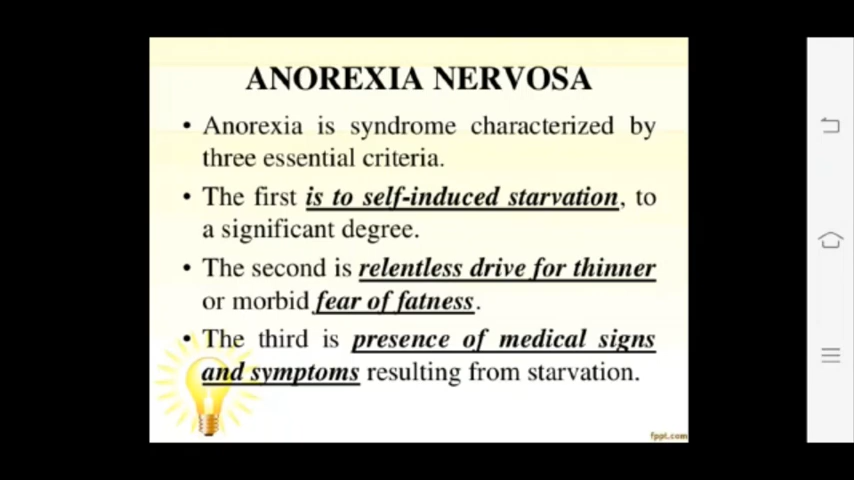 ANOREXIA NERVOSA
• Anorexia is syndrome characterized by
three essential criteria.
• The first is to self-induced starvation, to
a significant degree.
• The second is relentless drive for thinner
or morbid fear of fatness.
• The third is presence of medical signs
and symptoms resulting from starvation.
fppt.com